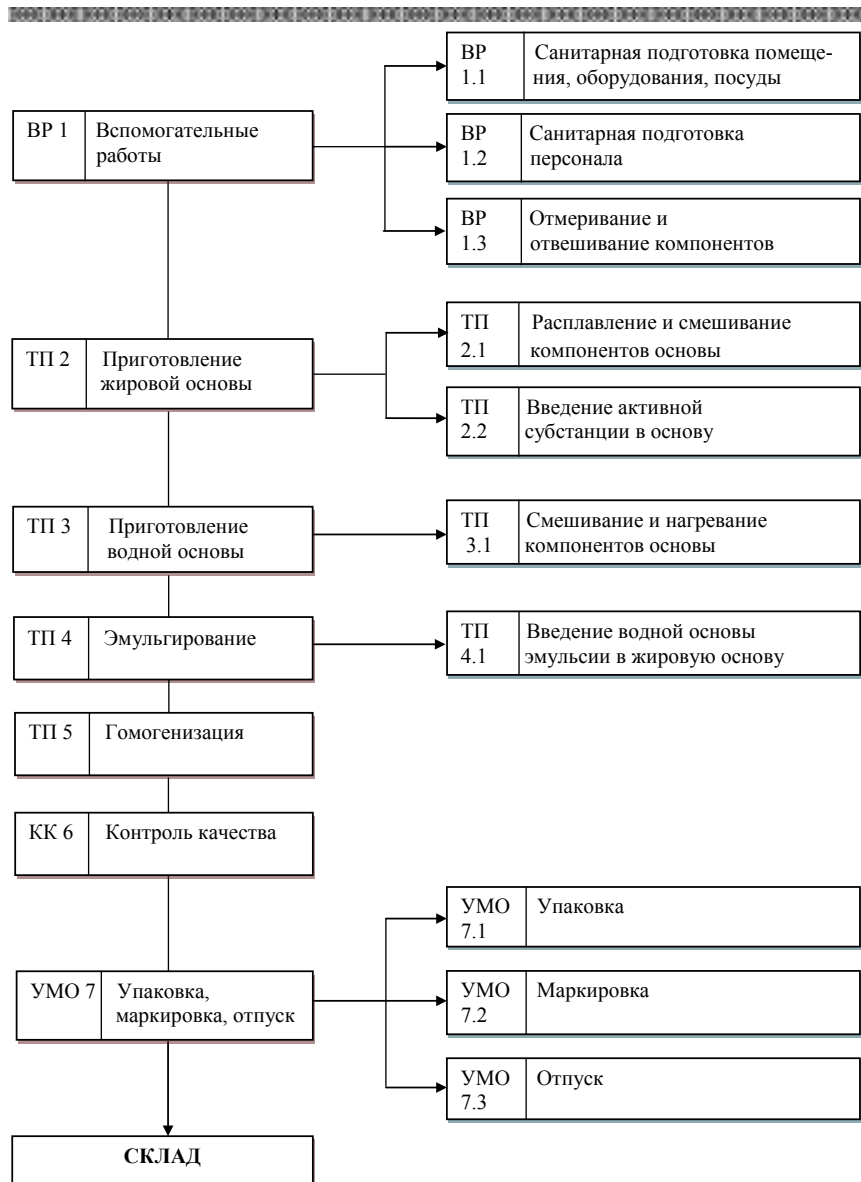 ВР 1.1 Санитарная подготовка помеще-
ния, оборудования, посуды
ВР 1 Вспомогательные
работы
ВР 1.2 Санитарная подготовка
персонала
ВР 1.3 Отмеривание и
отвешивание компонентов
ТП 2 Приготовление
жировой основы
ТП 2.1 Расплавление и смешивание
компонентов основы
ТП 2.2 Введение активной
субстанции в основу
ТП 3 Приготовление
водной основы
ТП 3.1 Смешивание и нагревание
компонентов основы
ТП 4 Эмульгирование
ТП 4.1 Введение водной основы
эмульсии в жировую основу
ТП 5 Гомогенизация
КК 6 Контроль качества
УМО 7.1 Упаковка
УМО 7 Упаковка,
маркировка, отпуск
УМО 7.2 Маркировка
УМО 7.3 Отпуск
СКЛАД